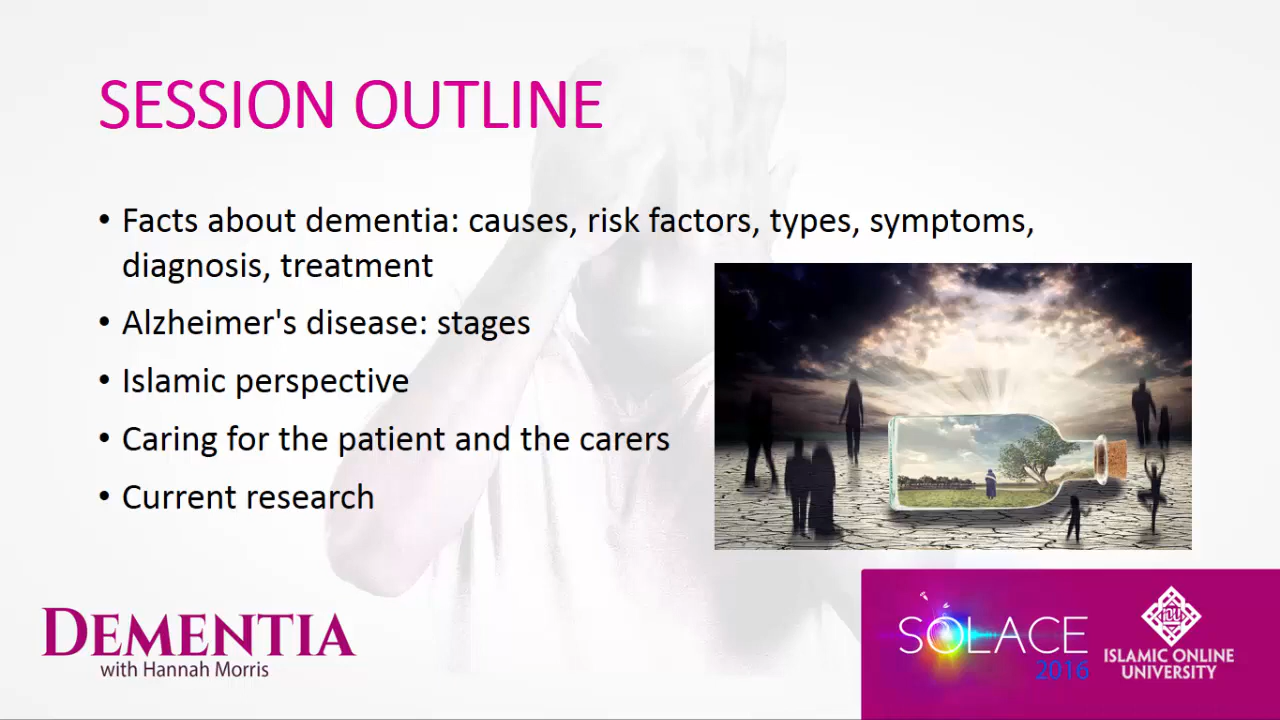 SESSION OUTLINE
• Facts about dementia: causes, risk factors, types, symptoms,
diagnosis, treatment
• Alzheimer's disease: stages
• Islamic perspective
• Caring for the patient and the carers
• Current research
DEMENTIA
with Hannah Morris
SOLACE
2016
IOU
ISLAMIC ONLINE
UNIVERSITY